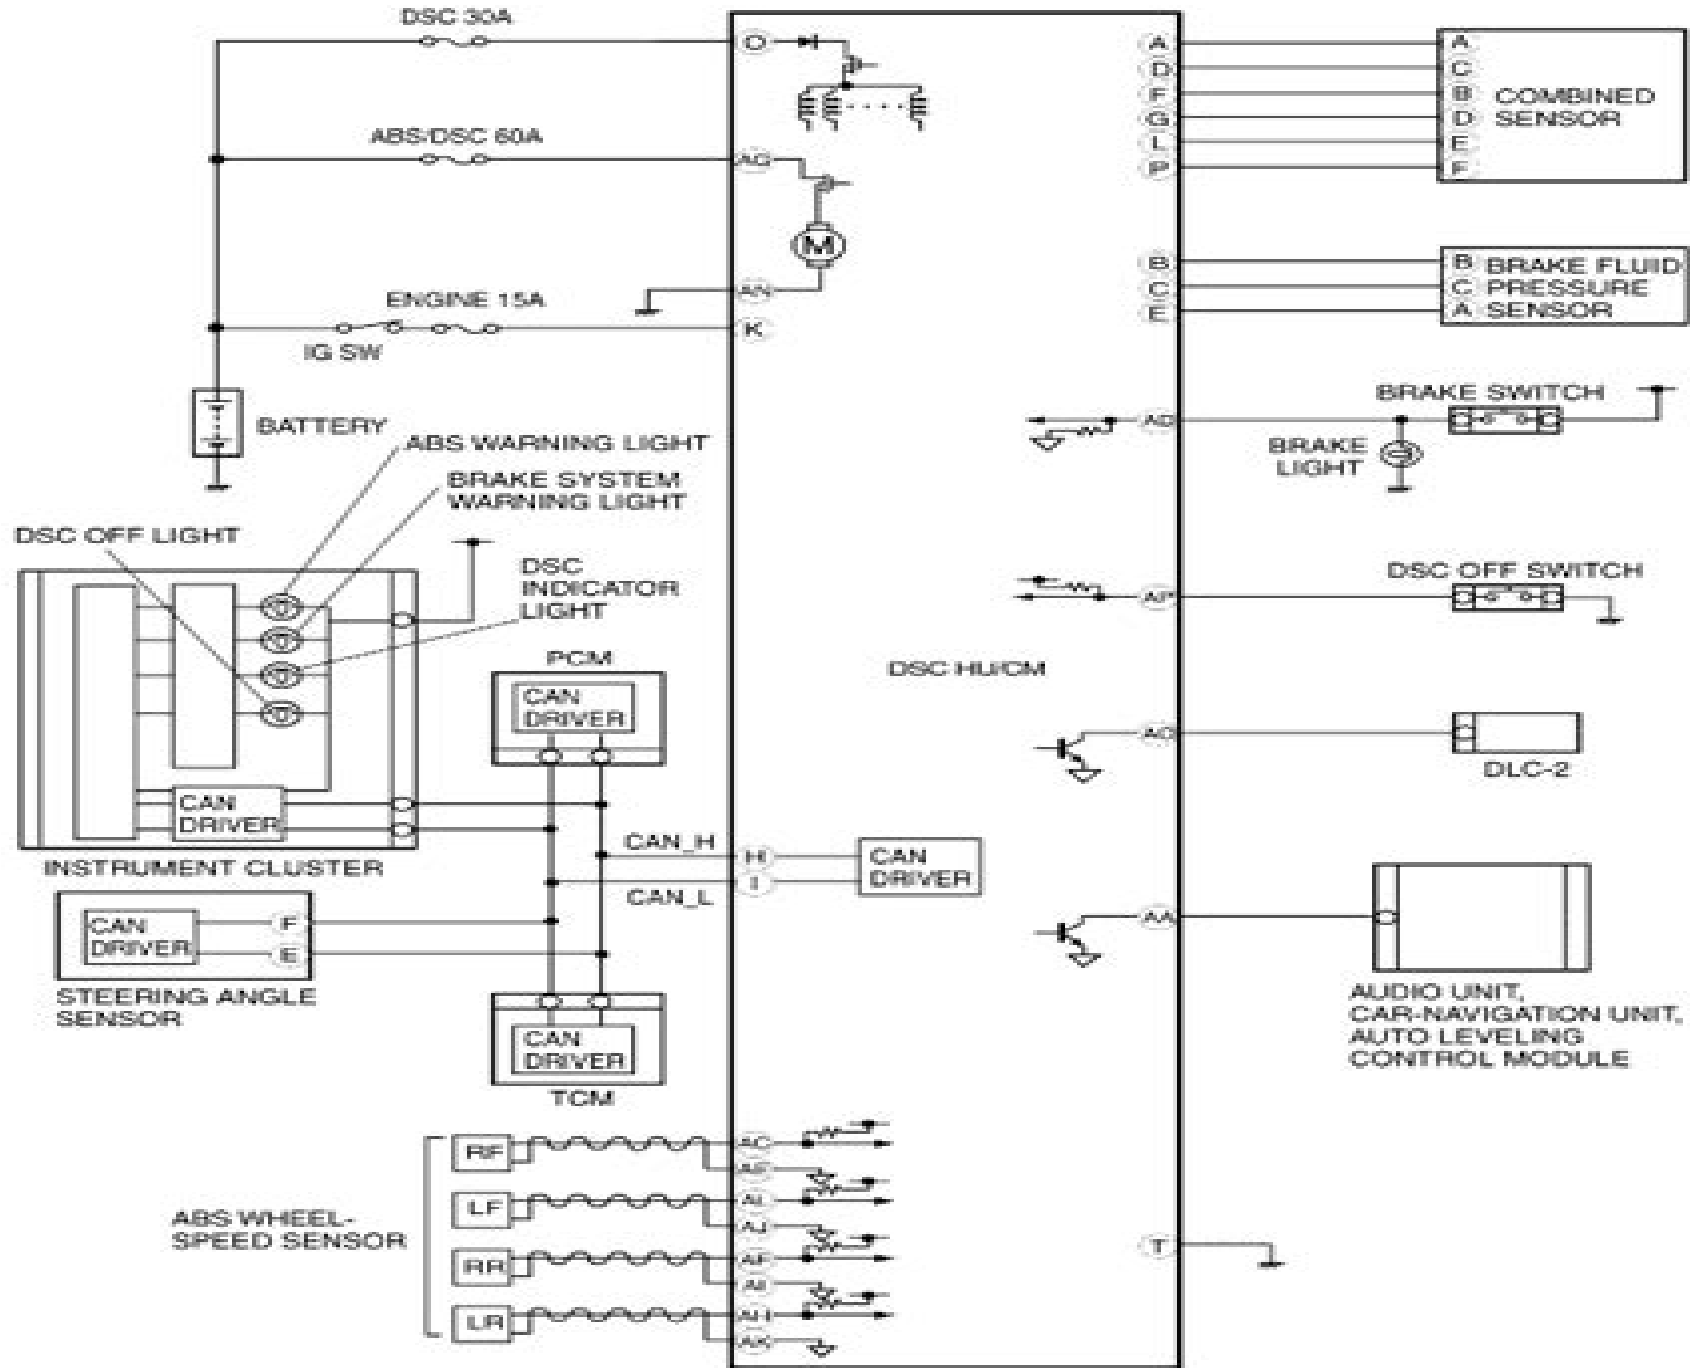 DSC 30A
O
A
A
D
C
F
B
COMBINED
SENSOR
G
D
ABS/DSC 60A
L
E
P
F
M
B
B
BRAKE FLUID
PRESSURE
SENSOR
C
C
E
A
ENGINE 15A
K
IG SW
BATTERY
BRAKE SWITCH
AD
BRAKE
LIGHT
ABS WARNING LIGHT
BRAKE SYSTEM
WARNING LIGHT
DSC OFF LIGHT
DSC
INDICATOR
LIGHT
DSC OFF SWITCH
PCM
CAN
DRIVER
DSC HU/CM
DLC-2
CAN
DRIVER
INSTRUMENT CLUSTER
CAN_H
H
CAN
DRIVER
CAN_L
I
CAN
DRIVER
F
E
STEERING ANGLE
SENSOR
AA
AUDIO UNIT,
CAR-NAVIGATION UNIT,
AUTO LEVELING
CONTROL MODULE
CAN
DRIVER
TCM
ABS WHEEL-
SPEED SENSOR
RF
LF
AJ
RR
LR
AH
AK
T